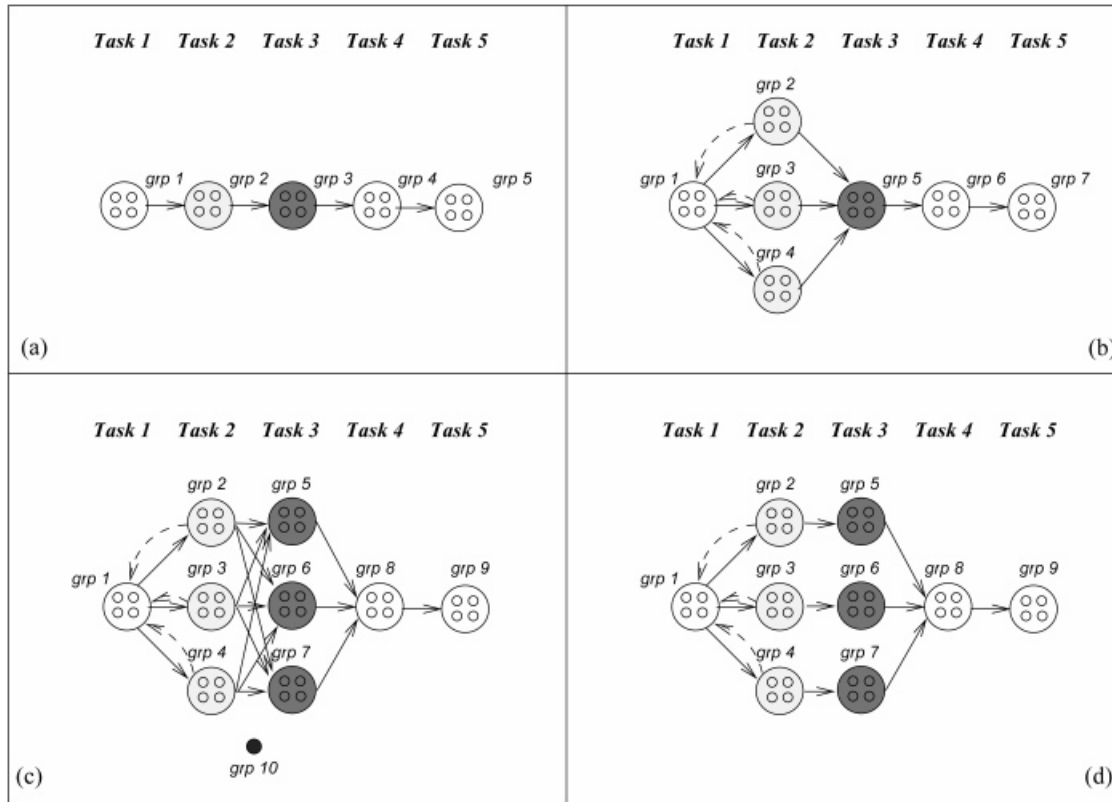 Task 1 Task 2 Task 3 Task 4 Task 5
grp 1 grp 2 grp 3 grp 4 grp 5
(a)
Task 1 Task 2 Task 3 Task 4 Task 5
grp 2
grp 1 grp 3 grp 5 grp 6 grp 7
grp 4
(b)
Task 1 Task 2 Task 3 Task 4 Task 5
grp 2 grp 5
grp 1 grp 3 grp 6 grp 8 grp 9
grp 4 grp 7
(c)
grp 10
Task 1 Task 2 Task 3 Task 4 Task 5
grp 2 grp 5
grp 1 grp 3 grp 6 grp 8 grp 9
grp 4 grp 7
(d)